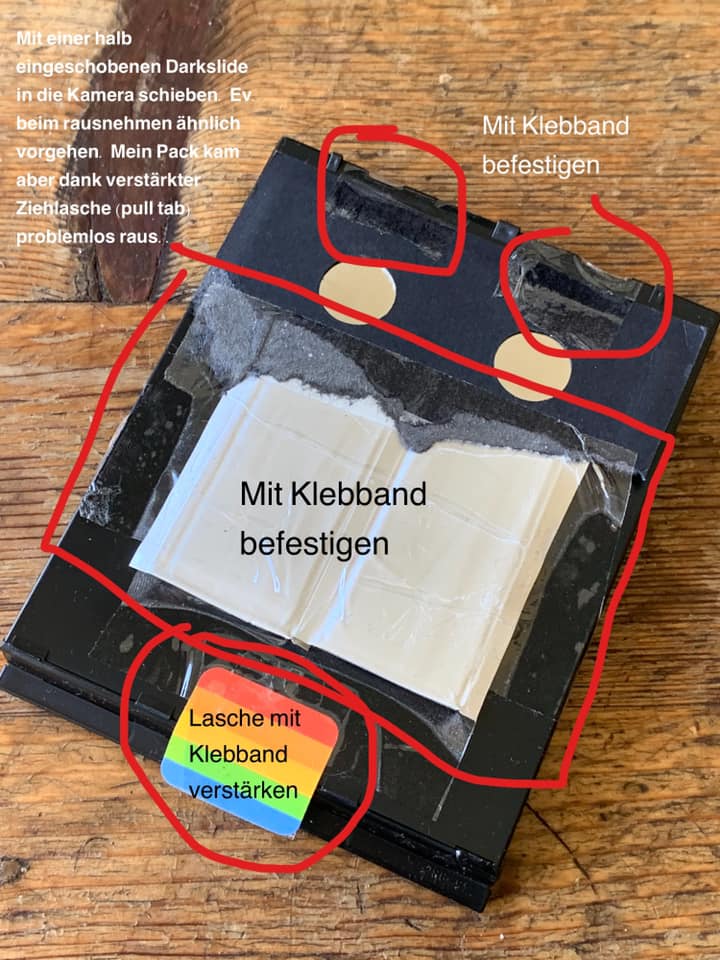 Mit einer halb
eingeschobenen Darkslide
in die Kamera schieben. Ev.
beim rausnehmen ähnlich
vorgehen. Mein Pack kam
aber dank verstärkter
Ziehlasche (pull tab)
problemlos raus..
Mit Klebband
befestigen
Mit Klebband
befestigen
Lasche mit
Klebband
verstärken